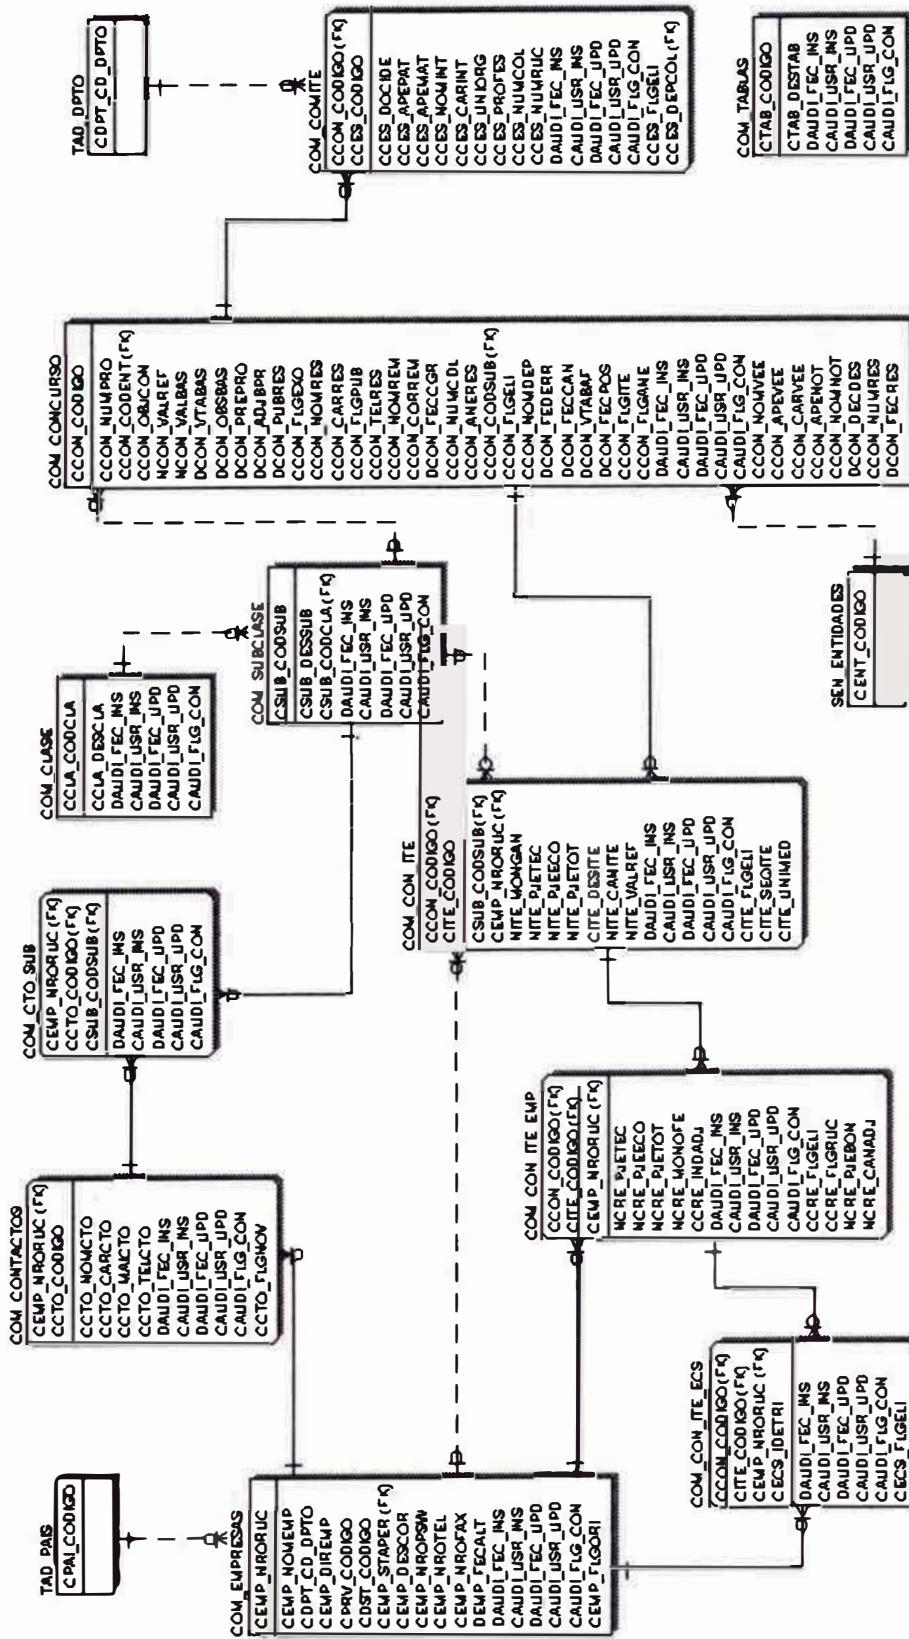 TAD_PAIS
CPAI_CODIGO
COM_EMPRESAS
CEMP_NRORUC
CEMP_NOMEMP
CDPT_CD_DPTO
CEMP_DIREMP
CPRV_CODIGO
CDST_CODIGO
CEMP_STAPER(FK)
CEMP_DESCOR
CEMP_NROPSW
CEMP_NROTEL
CEMP_NROFAX
DEMP_FECALT
DAUDI_FEC_INS
CAUDI_USR_INS
DAUDI_FEC_UPD
CAUDI_USR_UPD
CAUDI_FLG_CON
CEMP_FLGORI
COM_CONTACTOS
CEMP_NRORUC(FK)
CCTO_CODIGO
CCTO_NOMCTO
CCTO_CARCTO
CCTO_MAICTO
CCTO_TELCTO
DAUDI_FEC_INS
CAUDI_USR_INS
DAUDI_FEC_UPD
CAUDI_USR_UPD
CAUDI_FLG_CON
CCTO_FLGNOV
COM_CTO_SUB
CEMP_NRORUC(FK)
CCTO_CODIGO(FK)
CSUB_CODSUB(FK)
DAUDI_FEC_INS
CAUDI_USR_INS
DAUDI_FEC_UPD
CAUDI_USR_UPD
CAUDI_FLG_CON
COM_CLASE
CCLA_CODCLA
CCLA_DESCLA
DAUDI_FEC_INS
CAUDI_USR_INS
DAUDI_FEC_UPD
CAUDI_USR_UPD
CAUDI_FLG_CON
COM_SUBCLASE
CSUB_CODSUB
CSUB_DESSUB
CSUB_CODCLA(FK)
DAUDI_FEC_INS
CAUDI_USR_INS
DAUDI_FEC_UPD
CAUDI_USR_UPD
CAUDI_FLG_CON
COM_CON_ITE_ECS
CCON_CODIGO(FK)
CITE_CODIGO(FK)
CEMP_NRORUC(FK)
CECS_IDETRI
DAUDI_FEC_INS
CAUDI_USR_INS
DAUDI_FEC_UPD
CAUDI_USR_UPD
CAUDI_FLG_CON
CECS_FLGELI
COM_CON_ITE_EMP
CCON_CODIGO(FK)
CITE_CODIGO(FK)
CEMP_NRORUC(FK)
NCRE_PJETEC
NCRE_PJEECO
NCRE_PJETOT
NCRE_MONOFE
CCRE_INDADJ
DAUDI_FEC_INS
CAUDI_USR_INS
DAUDI_FEC_UPD
CAUDI_USR_UPD
CAUDI_FLG_CON
CCRE_FLGELI
CCRE_FLGRUC
NCRE_PJEBON
NCRE_CANADJ
COM_CON_ITE
CCON_CODIGO(FK)
CITE_CODIGO
CSUB_CODSUB(FK)
CEMP_NRORUC(FK)
NITE_MONGAN
NITE_PJETEC
NITE_PJEECO
NITE_PJETOT
CITE_DESITE
NITE_CANITE
NITE_VALREF
DAUDI_FEC_INS
CAUDI_USR_INS
DAUDI_FEC_UPD
CAUDI_USR_UPD
CAUDI_FLG_CON
CITE_FLGELI
CITE_SEQITE
CITE_UNIMED
SEN_ENTIDADES
CENT_CODIGO
COM_CONCURSO
CCON_CODIGO
CCON_NUMPRO
CCON_CODENT(FK)
CCON_OBJCON
NCON_VALREF
NCON_VALBAS
DCON_VTABAS
DCON_OBSBAS
DCON_PREPRO
DCON_ADJBPR
DCON_PUBRES
CCON_FLGEXO
CCON_NOMRES
CCON_CARRES
CCON_FLGPUB
CCON_TELRES
CCON_NOMREM
CCON_CORREM
DCON_FECCGR
CCON_NUMCDL
CCON_ANERES
CCON_CODSUB(FK)
CCON_FLGELI
CCON_NOMDEP
DCON_FEDERR
DCON_FECCAN
DCON_VTABAF
DCON_FECPOS
CCON_FLGITE
CCON_FLGANE
DAUDI_FEC_INS
CAUDI_USR_INS
DAUDI_FEC_UPD
CAUDI_USR_UPD
CAUDI_FLG_CON
CCON_NOMVEE
CCON_APEVEE
CCON_CARVEE
CCON_APENOT
CCON_NOMNOT
DCON_DECDES
CCON_NUMRES
DCON_FECRES
TAD_DPTO
CDPT_CD_DPTO
COM_COMITE
CCON_CODIGO(FK)
CCES_CODIGO
CCES_DOCIDE
CCES_APEPAT
CCES_APEMAT
CCES_NOMINT
CCES_CARINT
CCES_UNIORG
CCES_PROFES
CCES_NUMCOL
CCES_NUMRUC
DAUDI_FEC_INS
CAUDI_USR_INS
DAUDI_FEC_UPD
CAUDI_USR_UPD
CAUDI_FLG_CON
CCES_FLGELI
CCES_DEPCOL(FK)
COM_TABLAS
CTAB_CODIGO
CTAB_DESTAB
DAUDI_FEC_INS
CAUDI_USR_INS
DAUDI_FEC_UPD
CAUDI_USR_UPD
CAUDI_FLG_CON